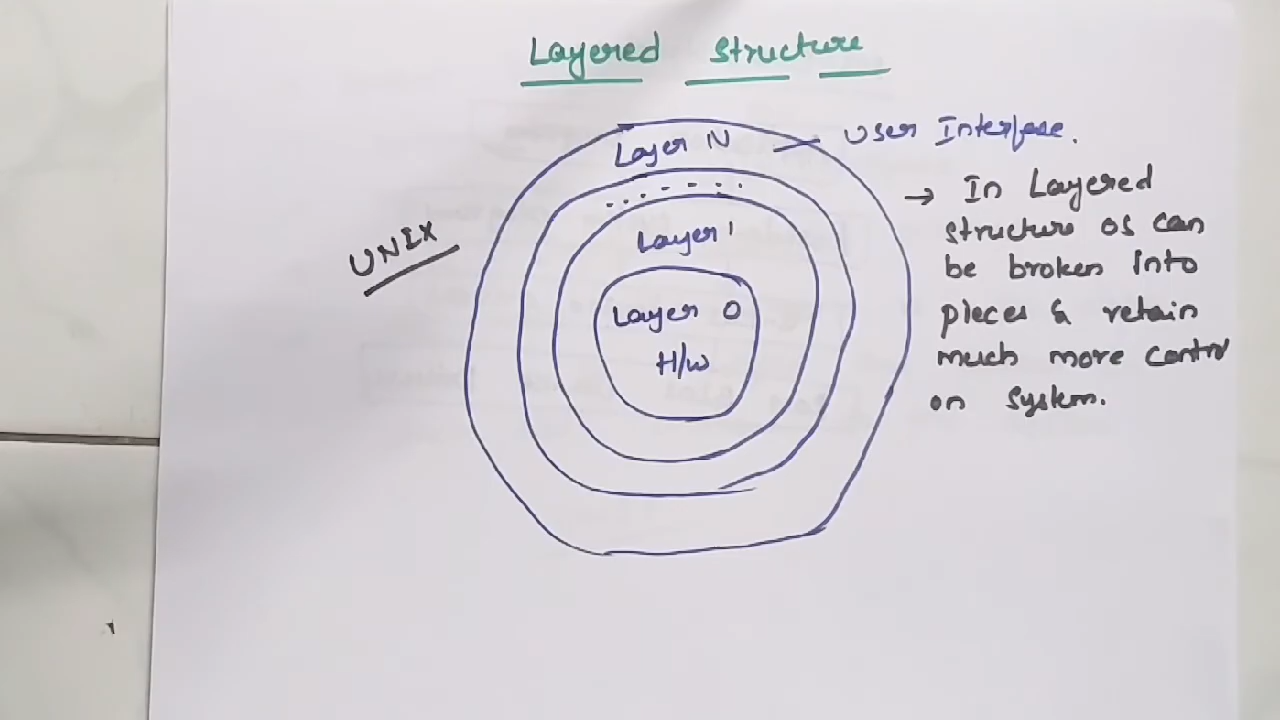 Layered Structure
Layer N
User Interface.
. . . - . - . .
UNIX
Layer 1
Layer 0
H/W
→ In Layered
structure os can
be broken into
pieces & retain
much more control
on system.